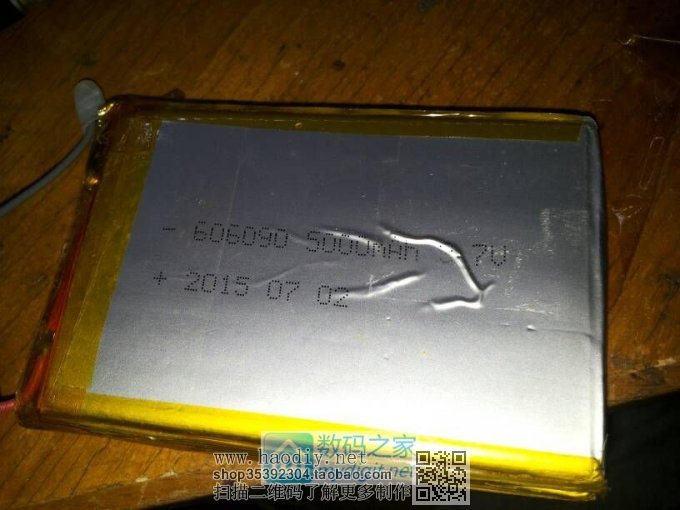 - 606090 5000mAh 3.7V
+ 2015 07 02
数码之家
www.haodiy.net
shop35392304.taobao.com
扫描二维码了解更多制作